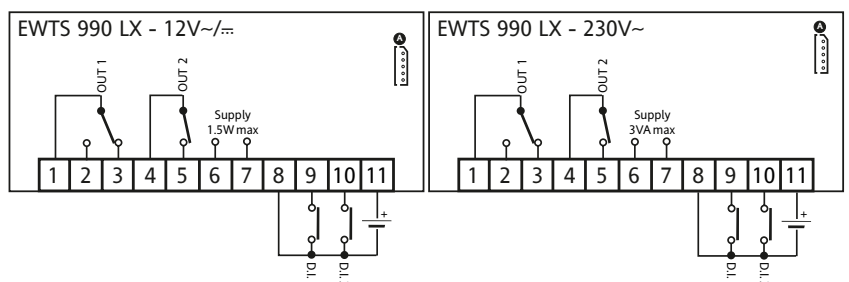 EWTS 990 LX - 12V~/⎓
A
OUT 1
OUT 2
Supply
1.5W max
1 2 3 4 5 6 7 8 9 10 11
+
D.I.
D.I.
EWTS 990 LX - 230V~
A
OUT 1
OUT 2
Supply
3VA max
1 2 3 4 5 6 7 8 9 10 11
+
D.I.
D.I.